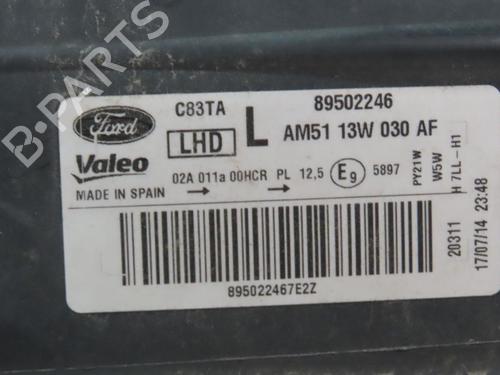 B-PARTS
Ford
C83TA
89502246
LHD
L
AM51 13W 030 AF
Valeo
02A 011a 00HCR PL 12,5 E9 5897
MADE IN SPAIN
PY21W
W5W
H 7LL-H1
20311
17/07/14 23:48
895022467E2Z